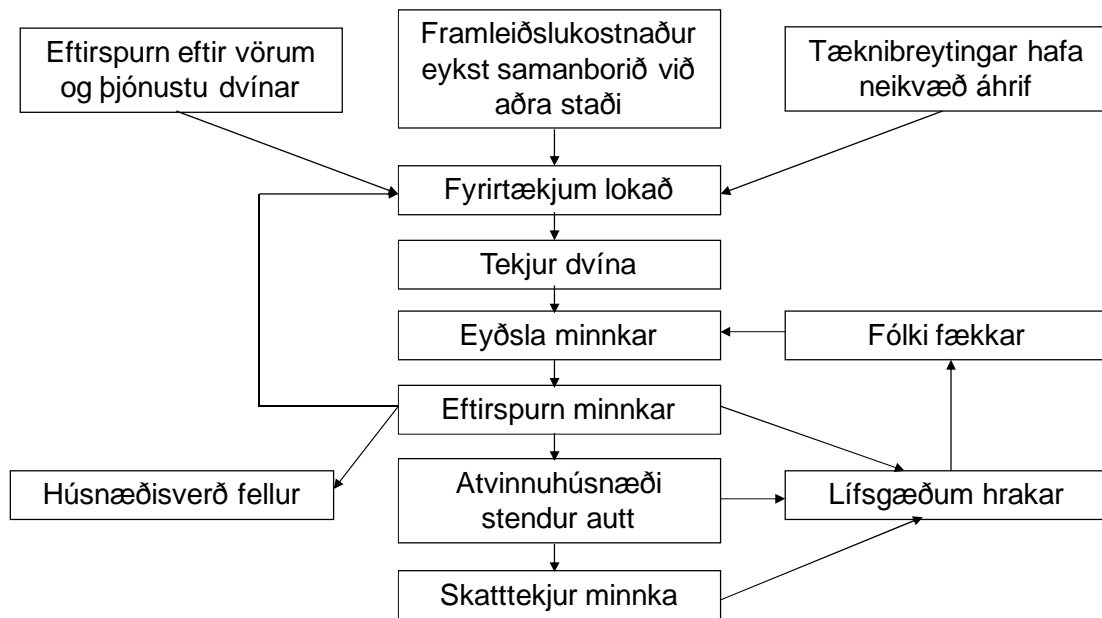 Eftirspurn eftir vörum
og þjónustu dvínar
Framleiðslukostnaður
eykst samanborið við
aðra staði
Tæknibreytingar hafa
neikvæð áhrif
Fyrirtækjum lokað
Tekjur dvína
Eyðsla minnkar
Fólki fækkar
Eftirspurn minnkar
Húsnæðisverð fellur
Atvinnuhúsnæði
stendur autt
Lífsgæðum hrakar
Skatttekjur minnka